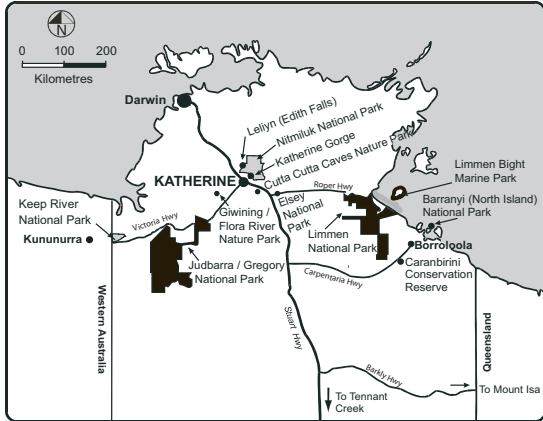 N
0 100 200
Kilometres
Darwin
Leliyn (Edith Falls)
Nitmiluk National Park
Katherine Gorge
Cutta Cutta Caves Nature Park
KATHERINE
Roper Hwy
Limmen Bight
Marine Park
Barranyi (North Island)
National Park
Keep River
National Park
Victoria Hwy
Giwining /
Flora River
Nature Park
Elsey
National
Park
Limmen
National Park
Kununurra
Borroloola
Judbarra / Gregory
National Park
Carpentaria Hwy
Caranbirini
Conservation
Reserve
Western Australia
Stuart Hwy
Queensland
Barkly Hwy
To Mount Isa
To Tennant
Creek